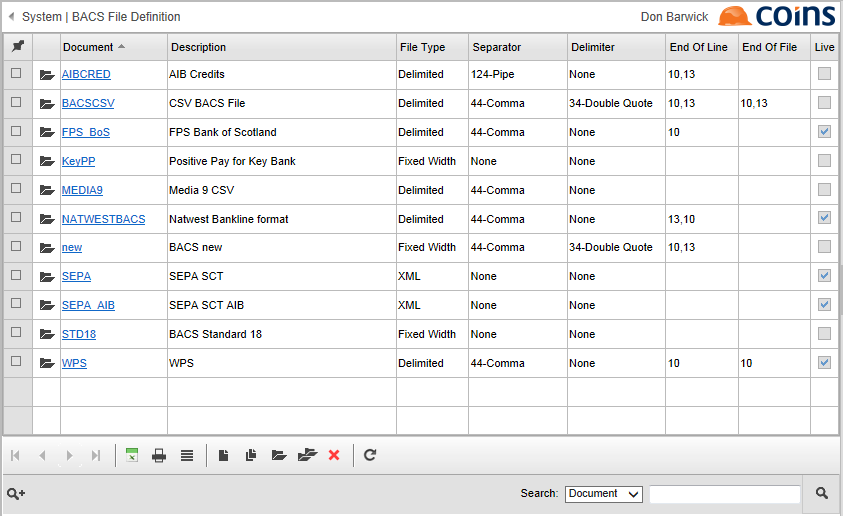 System | BACS File Definition Don Barwick coins
Document Description File Type Separator Delimiter End Of Line End Of File Live
AIBCRED AIB Credits Delimited 124-Pipe None 10,13
BACSCSV CSV BACS File Delimited 44-Comma 34-Double Quote 10,13 10,13
FPS_BoS FPS Bank of Scotland Delimited 44-Comma None 10
KeyPP Positive Pay for Key Bank Fixed Width None None
MEDIA9 Media 9 CSV Delimited 44-Comma None
NATWESTBACS Natwest Bankline format Delimited 44-Comma None 13,10
new BACS new Fixed Width 44-Comma 34-Double Quote 10,13
SEPA SEPA SCT XML None None
SEPA_AIB SEPA SCT AIB XML None None
STD18 BACS Standard 18 Fixed Width None None
WPS WPS Delimited 44-Comma None 10 10
Search: Document